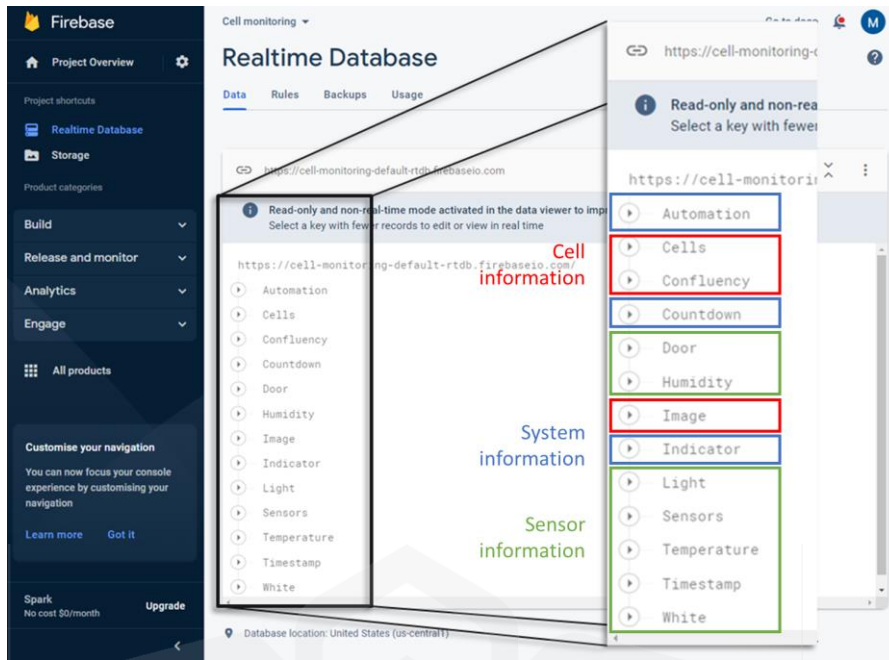 Firebase
Project Overview
Project shortcuts
Realtime Database
Storage
Product categories
Build
Release and monitor
Analytics
Engage
All products
Customise your navigation
You can now focus your console
experience by customising your
navigation
Learn more Got it
Spark
No cost $0/month
Upgrade
Cell monitoring
Realtime Database
Data Rules Backups Usage
https://cell-monitoring-default-rtdb.firebaseio.com
Read-only and non-real-time mode activated in the data viewer to
Select a key with fewer records to edit or view in real time
https://cell-monitoring-default-rtdb.firebaseio.com/
Automation
Cells
Confluency
Countdown
Door
Humidity
Image
Indicator
Light
Sensors
Temperature
Timestamp
White
Database location: United States (us-central1)
Cell
information
System
information
Sensor
information
M
https://cell-monitoring-
Read-only and
Select a key with
https://cell-monitorin
Automation
Cells
Confluency
Countdown
Door
Humidity
Image
Indicator
Light
Sensors
Temperature
Timestamp
White